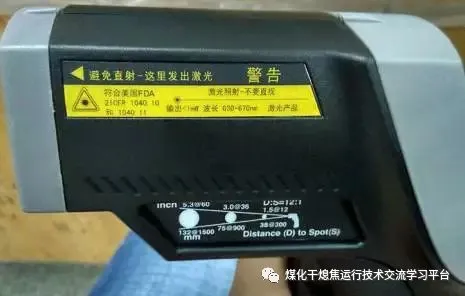 ◀ 避免直射-这里发出激光 警告
符合美国FDA
21CFR 1040.10
和 1040.11
激光照射-不要直视
输出<1mW 波长 630-670nm 激光产品
Inch 5.3@60 3.0@36 1.5@12
D:S=12:1
132@1500 75@900 38@300
mm Distance (D) to Spot(S)
煤化干熄焦运行技术交流学习平台